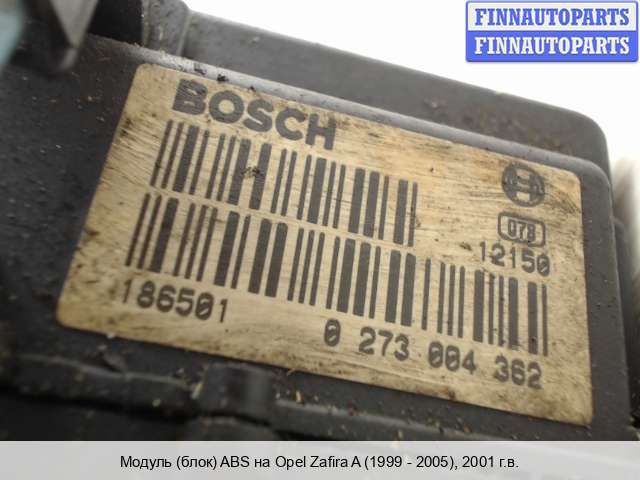 FINNAUTOPARTS
FINNAUTOPARTS
BOSCH
078
12150
186501
0 273 004 362
Модуль (блок) ABS на Opel Zafira A (1999 - 2005), 2001 г.в.